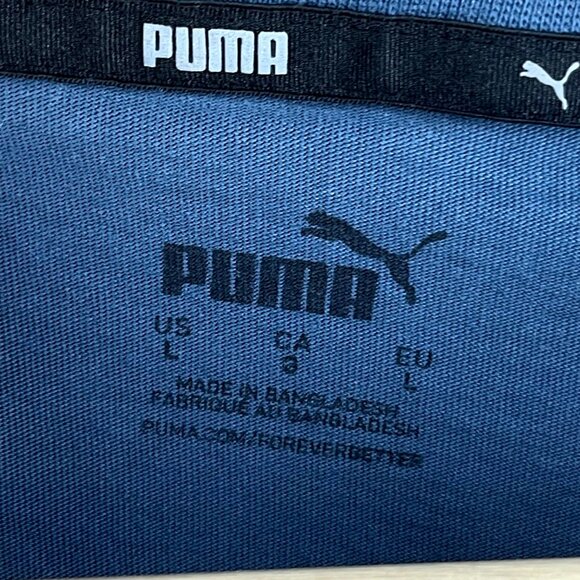 PUMA
PUMA
US CA EU
L G L
MADE IN BANGLADESH
FABRIQUÉ AU BANGLADESH
PUMA.COM/FOREVERBETTER